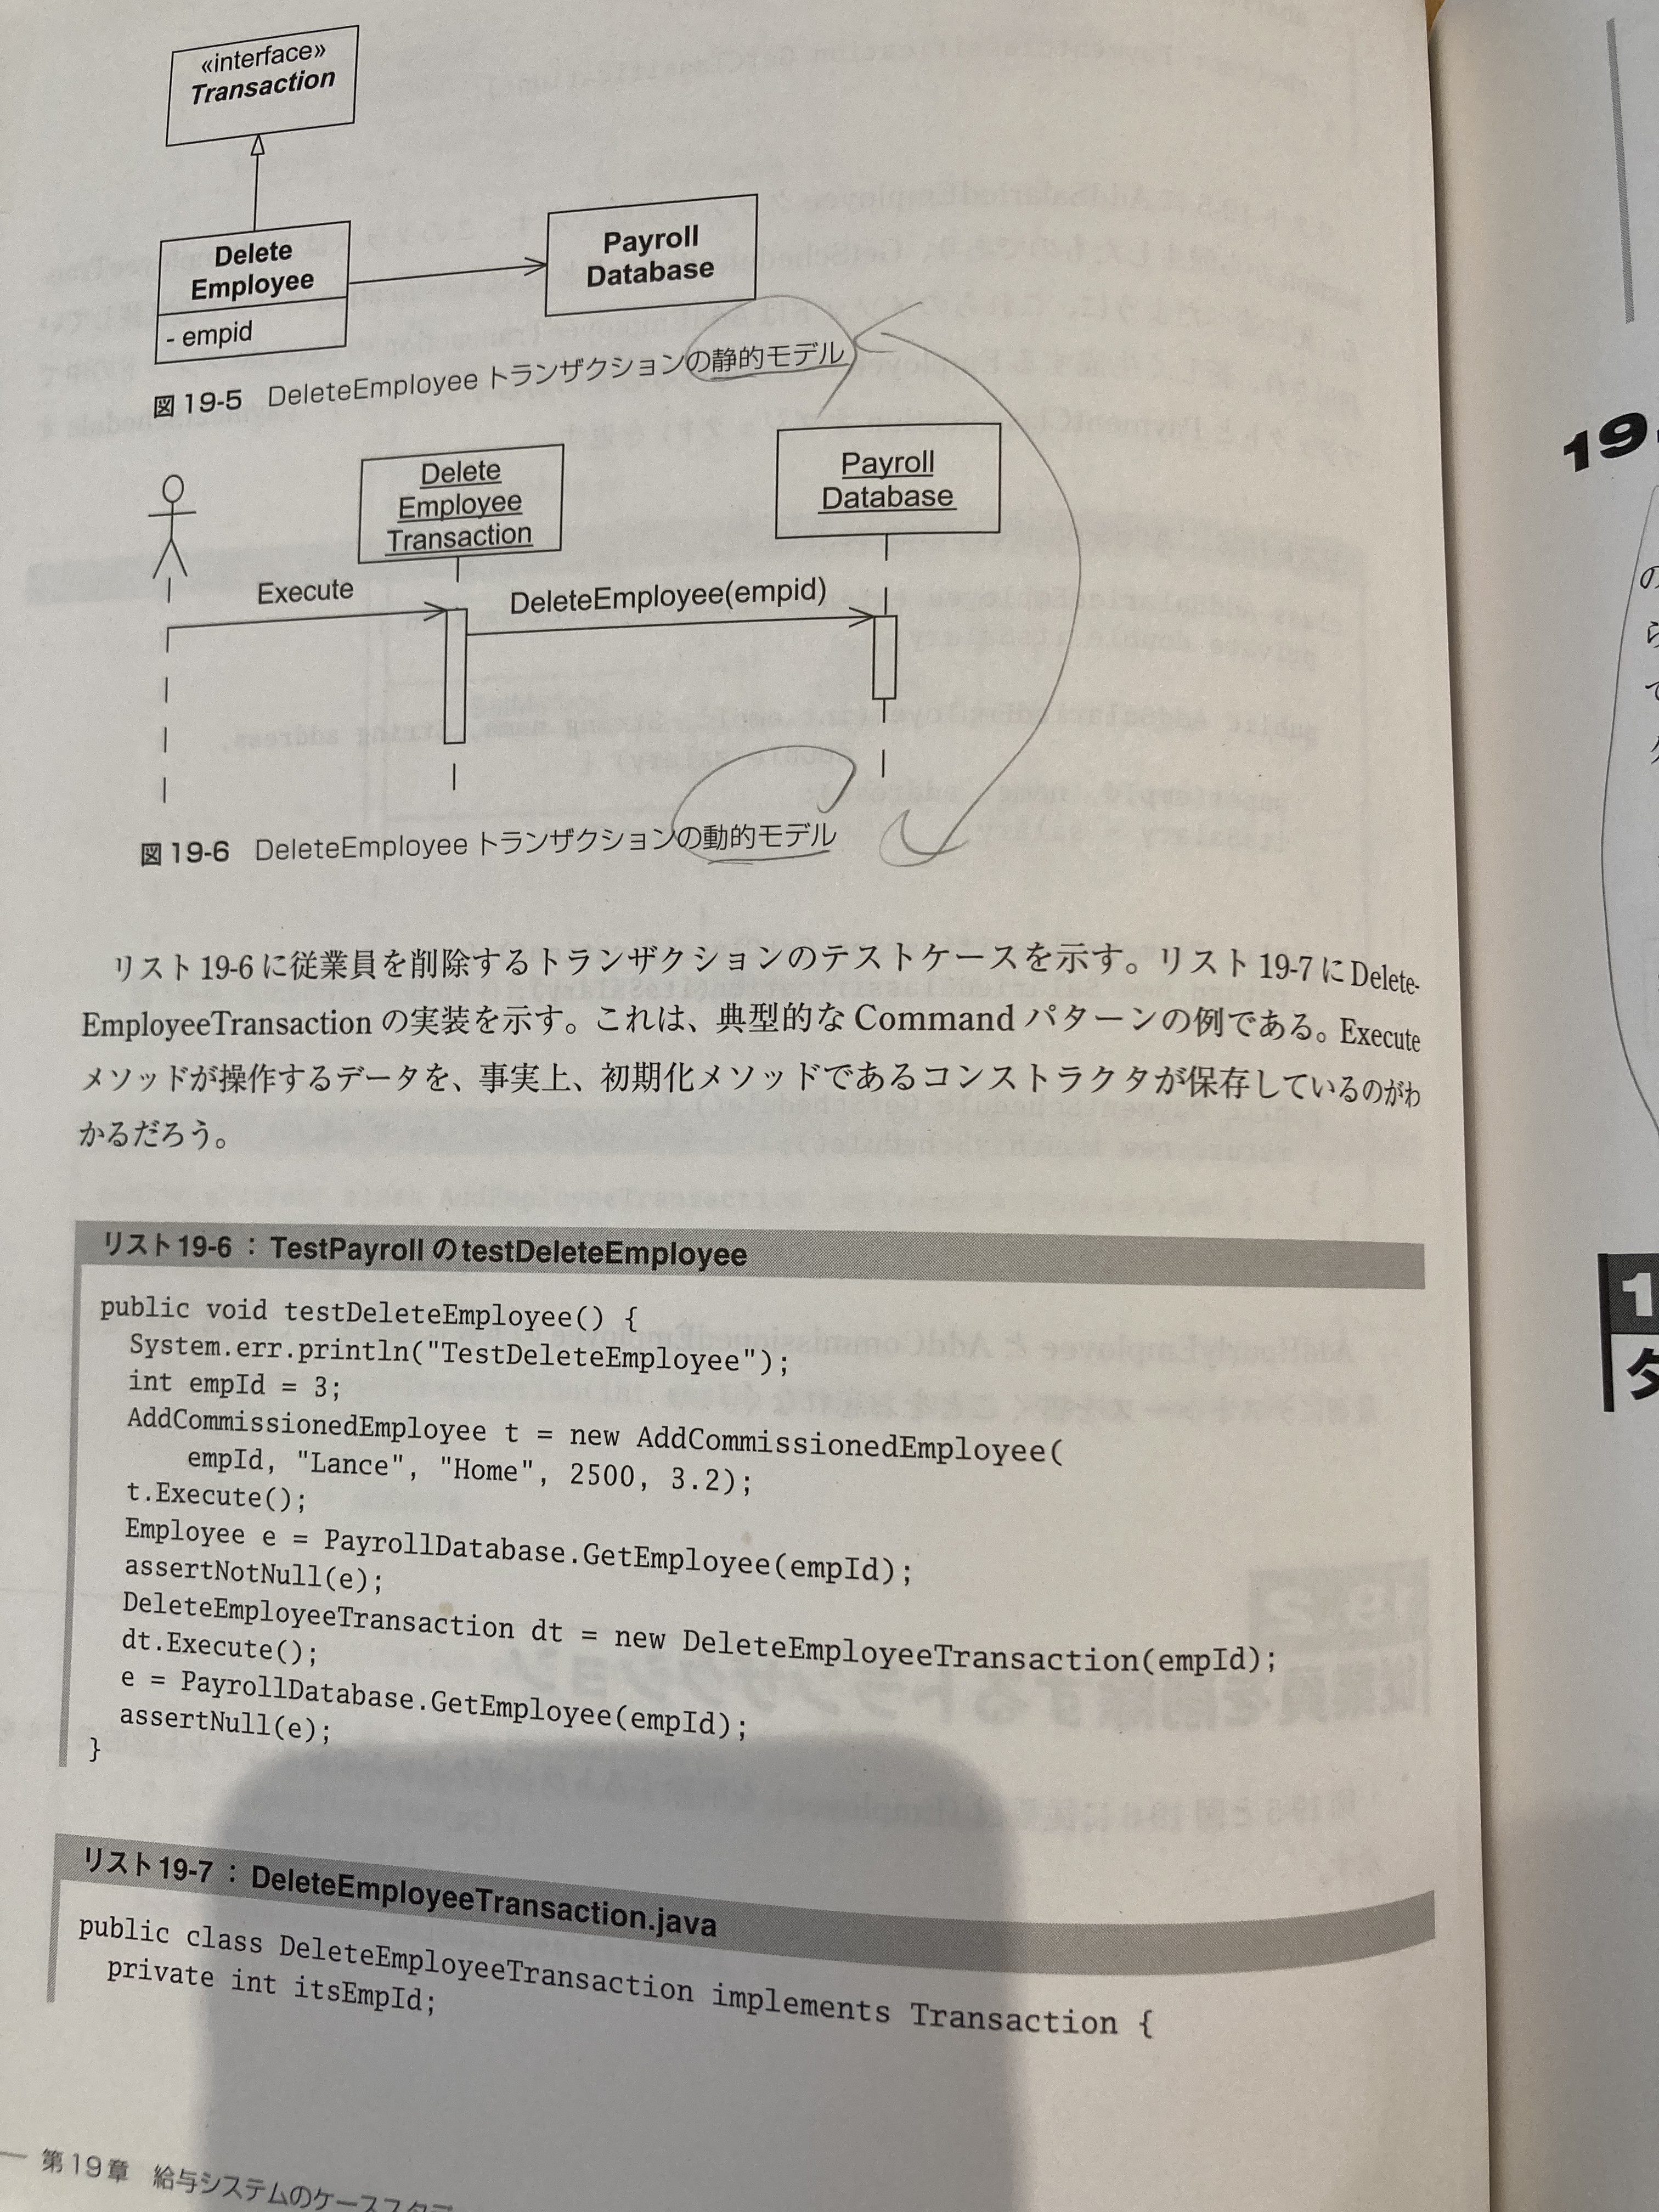 «interface»
Transaction
Delete
Employee
- empid
Payroll
Database
図 19-5 DeleteEmployee トランザクションの静的モデル
Delete
Employee
Transaction
Payroll
Database
Execute
DeleteEmployee(empid)
図 19-6 DeleteEmployee トランザクションの動的モデル
リスト 19-6 に従業員を削除するトランザクションのテストケースを示す。リスト 19-7 に Delete-
EmployeeTransaction の実装を示す。これは、典型的な Command パターンの例である。Execute
メソッドが操作するデータを、事実上、初期化メソッドであるコンストラクタが保存しているのがわ
かるだろう。
リスト19-6：TestPayroll の testDeleteEmployee
public void testDeleteEmployee() {
System.err.println("TestDeleteEmployee");
int empId = 3;
AddCommissionedEmployee t = new AddCommissionedEmployee(
empId, "Lance", "Home", 2500, 3.2);
t.Execute();
Employee e = PayrollDatabase.GetEmployee(empId);
assertNotNull(e);
DeleteEmployeeTransaction dt = new DeleteEmployeeTransaction(empId);
dt.Execute();
e = PayrollDatabase.GetEmployee(empId);
assertNull(e);
}
リスト19-7：DeleteEmployeeTransaction.java
public class DeleteEmployeeTransaction implements Transaction {
private int itsEmpId;
第19章 給与システムのケーススタデ
19
1